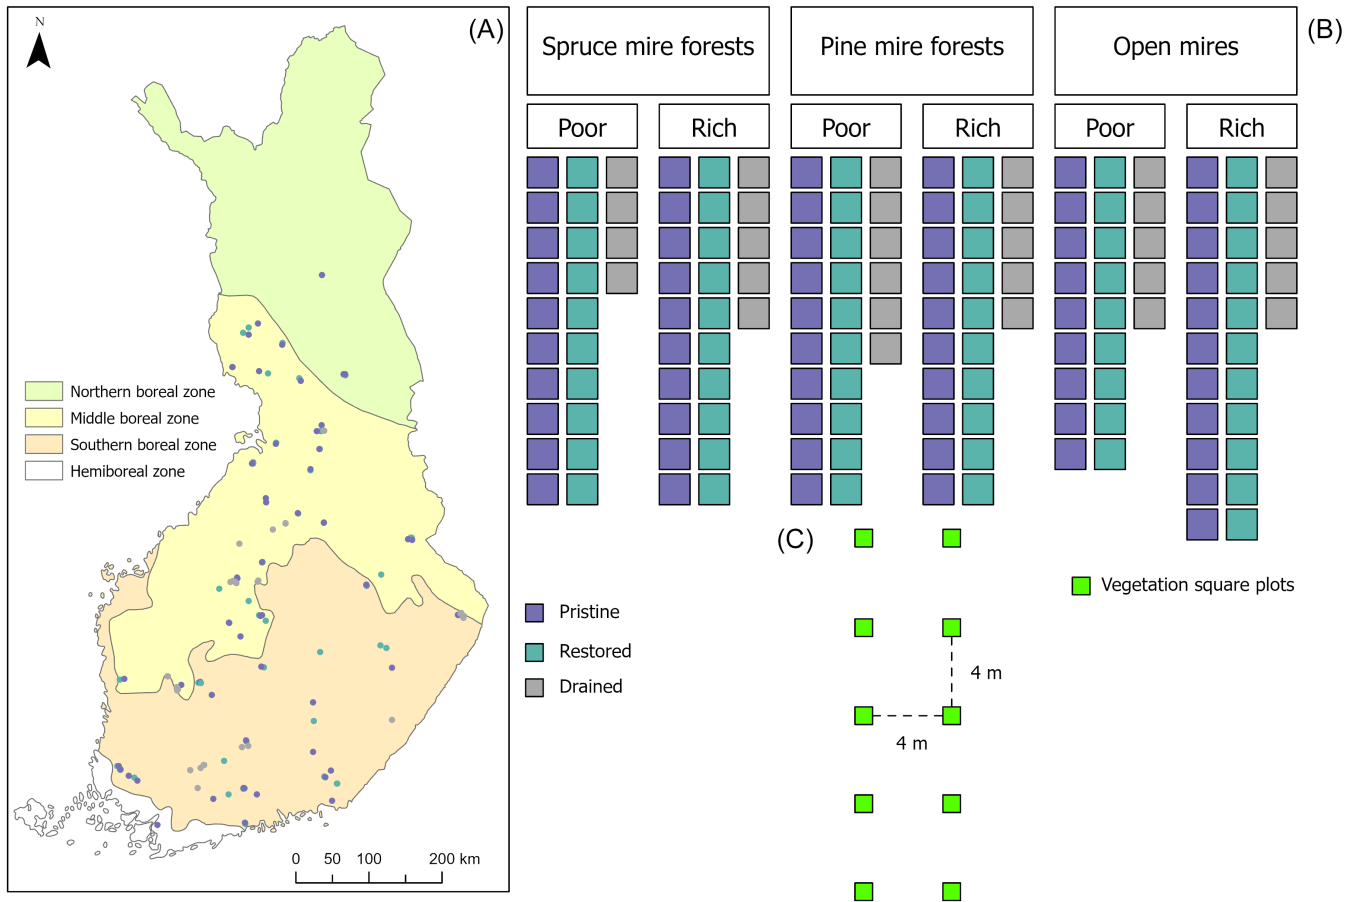 N
(A)
Northern boreal zone
Middle boreal zone
Southern boreal zone
Hemiboreal zone
0 50 100 200 km
Spruce mire forests
Pine mire forests
Open mires
(B)
Poor
Rich
Poor
Rich
Poor
Rich
Pristine
Restored
Drained
(C)
4 m
4 m
Vegetation square plots